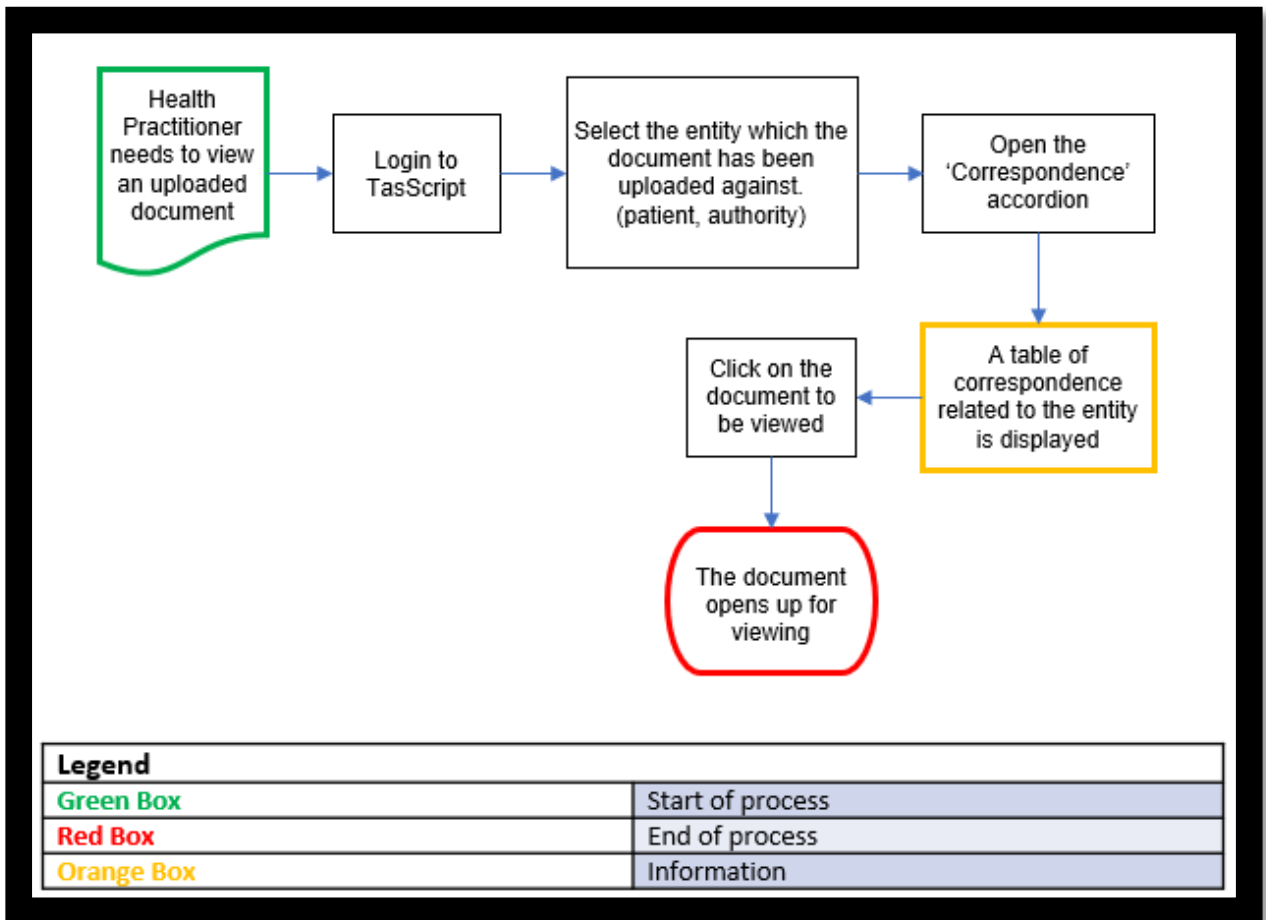 Health
Practitioner
needs to view
an uploaded
document
Login to
TasScript
Select the entity which the
document has been
uploaded against.
(patient, authority)
Open the
‘Correspondence’
accordion
A table of
correspondence
related to the entity
is displayed
Click on the
document to
be viewed
The document
opens up for
viewing
Legend
Green Box Start of process
Red Box End of process
Orange Box Information